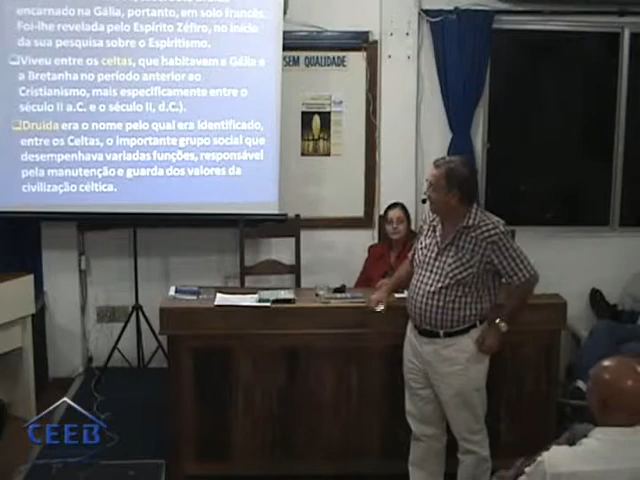 encarnado na Gália, portanto, em solo francês.
Foi-lhe revelada pelo Espírito Zéfiro, no início
da sua pesquisa sobre o Espiritismo.
Viveu entre os celtas, que habitavam a Gália e
a Bretanha no período anterior ao
Cristianismo, mais especificamente entre o
século II a.C. e o século II, d.C.).
Druida era o nome pelo qual era identificado,
entre os Celtas, o importante grupo social que
desempenhava variadas funções, responsável
pela manutenção e guarda dos valores da
civilização céltica.
SEM QUALIDADE
CEEB